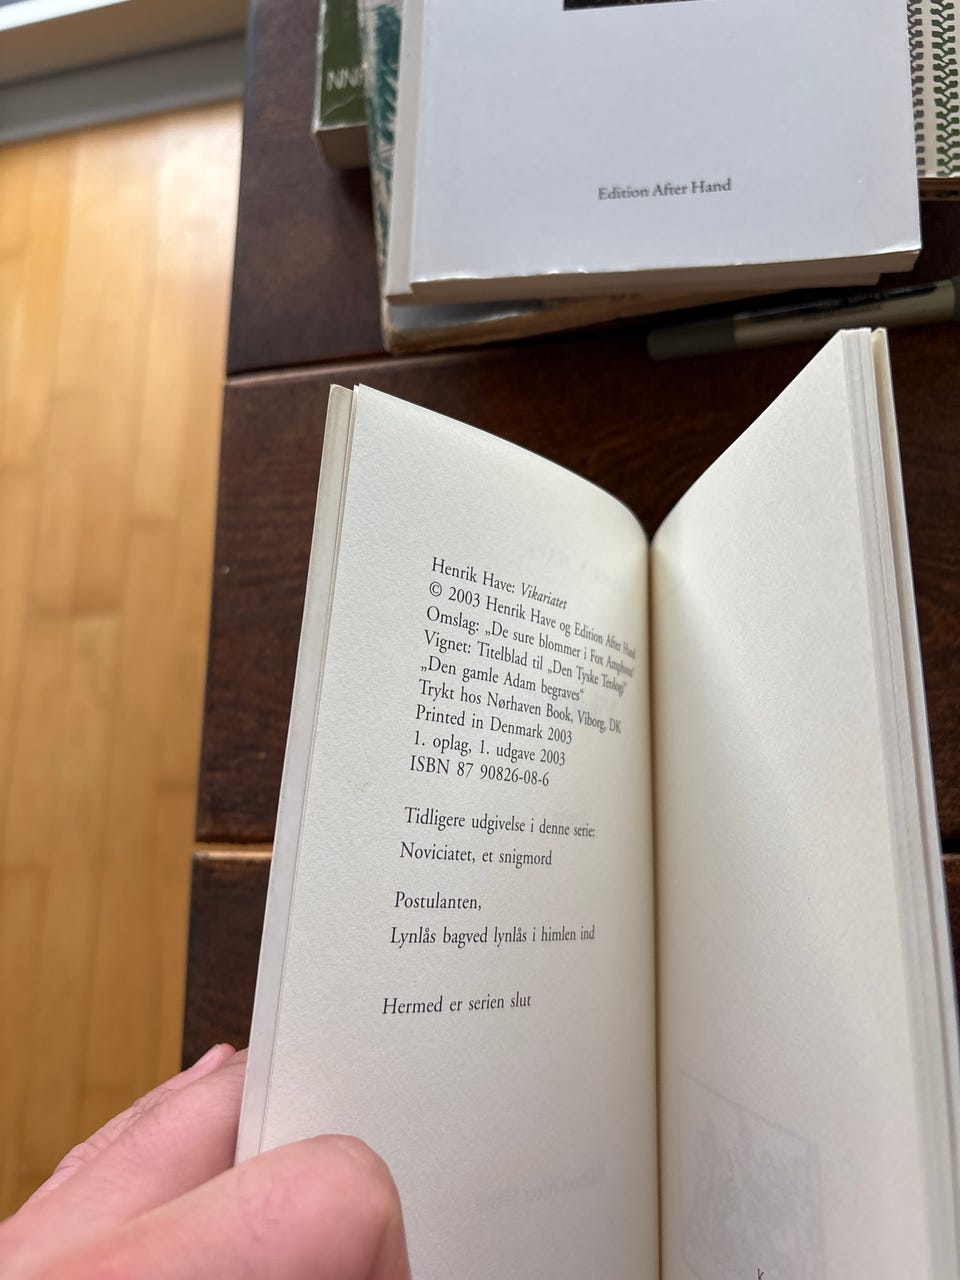 NN
Edition After Hand
Henrik Have: Vikariatet
© 2003 Henrik Have og Edition After Hand
Omslag: „De sure blommer i Fox Amphoux“
Vignet: Titelblad til „Den Tyske Teologi“
„Den gamle Adam begraves“
Trykt hos Nørhaven Book, Viborg, DK
Printed in Denmark 2003
1. oplag, 1. udgave 2003
ISBN 87 90826-08-6
Tidligere udgivelse i denne serie:
Noviciatet, et snigmord
Postulanten,
Lynlås bagved lynlås i himlen ind
Hermed er serien slut
k